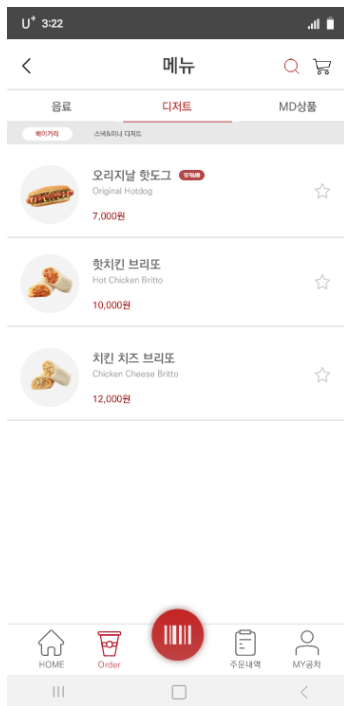 U+ 3:22
메뉴
음료 디저트 MD상품
베이커리 스낵&미니 디저트
오리지날 핫도그
Original Hotdog
7,000원
핫치킨 브리또
Hot Chicken Britto
10,000원
치킨 치즈 브리또
Chicken Cheese Britto
12,000원
HOME Order 주문내역 MY공차